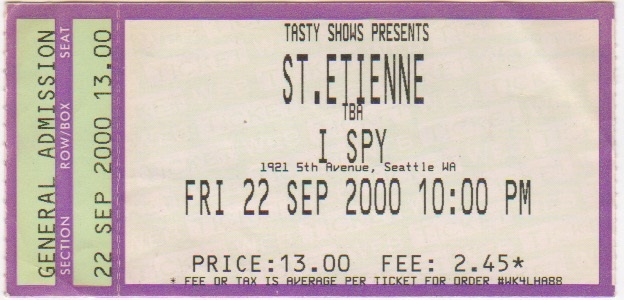 GENERAL ADMISSION
SECTION ROW/BOX SEAT
22 SEP 2000 13.00
TASTY SHOWS PRESENTS
ST.ETIENNE
TBA
I SPY
1921 5th Avenue, Seattle WA
FRI 22 SEP 2000 10:00 PM
PRICE:13.00 FEE: 2.45*
* FEE OR TAX IS AVERAGE PER TICKET FOR ORDER #WK4LHA88